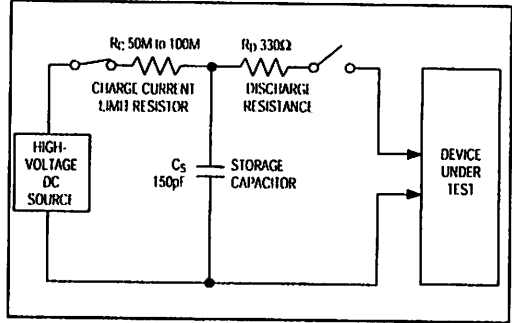 RC 50M to 100M
CHARGE CURRENT
LIMIT RESISTOR
RD 330Ω
DISCHARGE
RESISTANCE
HIGH-
VOLTAGE
DC
SOURCE
CS
150pF
STORAGE
CAPACITOR
DEVICE
UNDER
TEST